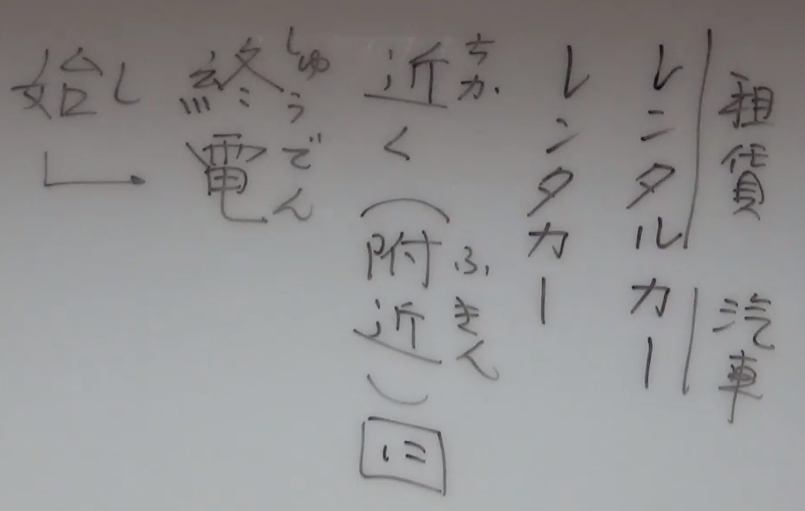 租賃 汽車
レンタルカー
レンタカー
ちか
近く(附近)に
ふきん
しゅうでん
終電
し
始